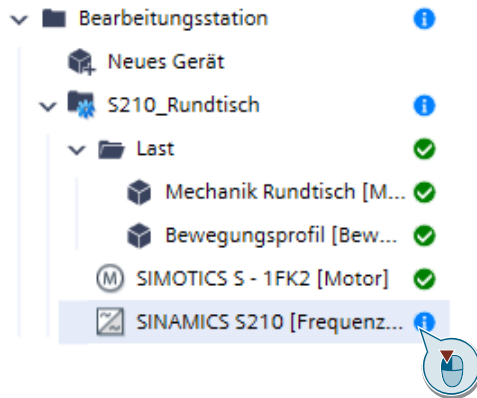 Bearbeitungsstation
Neues Gerät
S210_Rundtisch
Last
Mechanik Rundtisch [M...
Bewegungsprofil [Bew...
M SIMOTICS S - 1FK2 [Motor]
SINAMICS S210 [Frequenz...